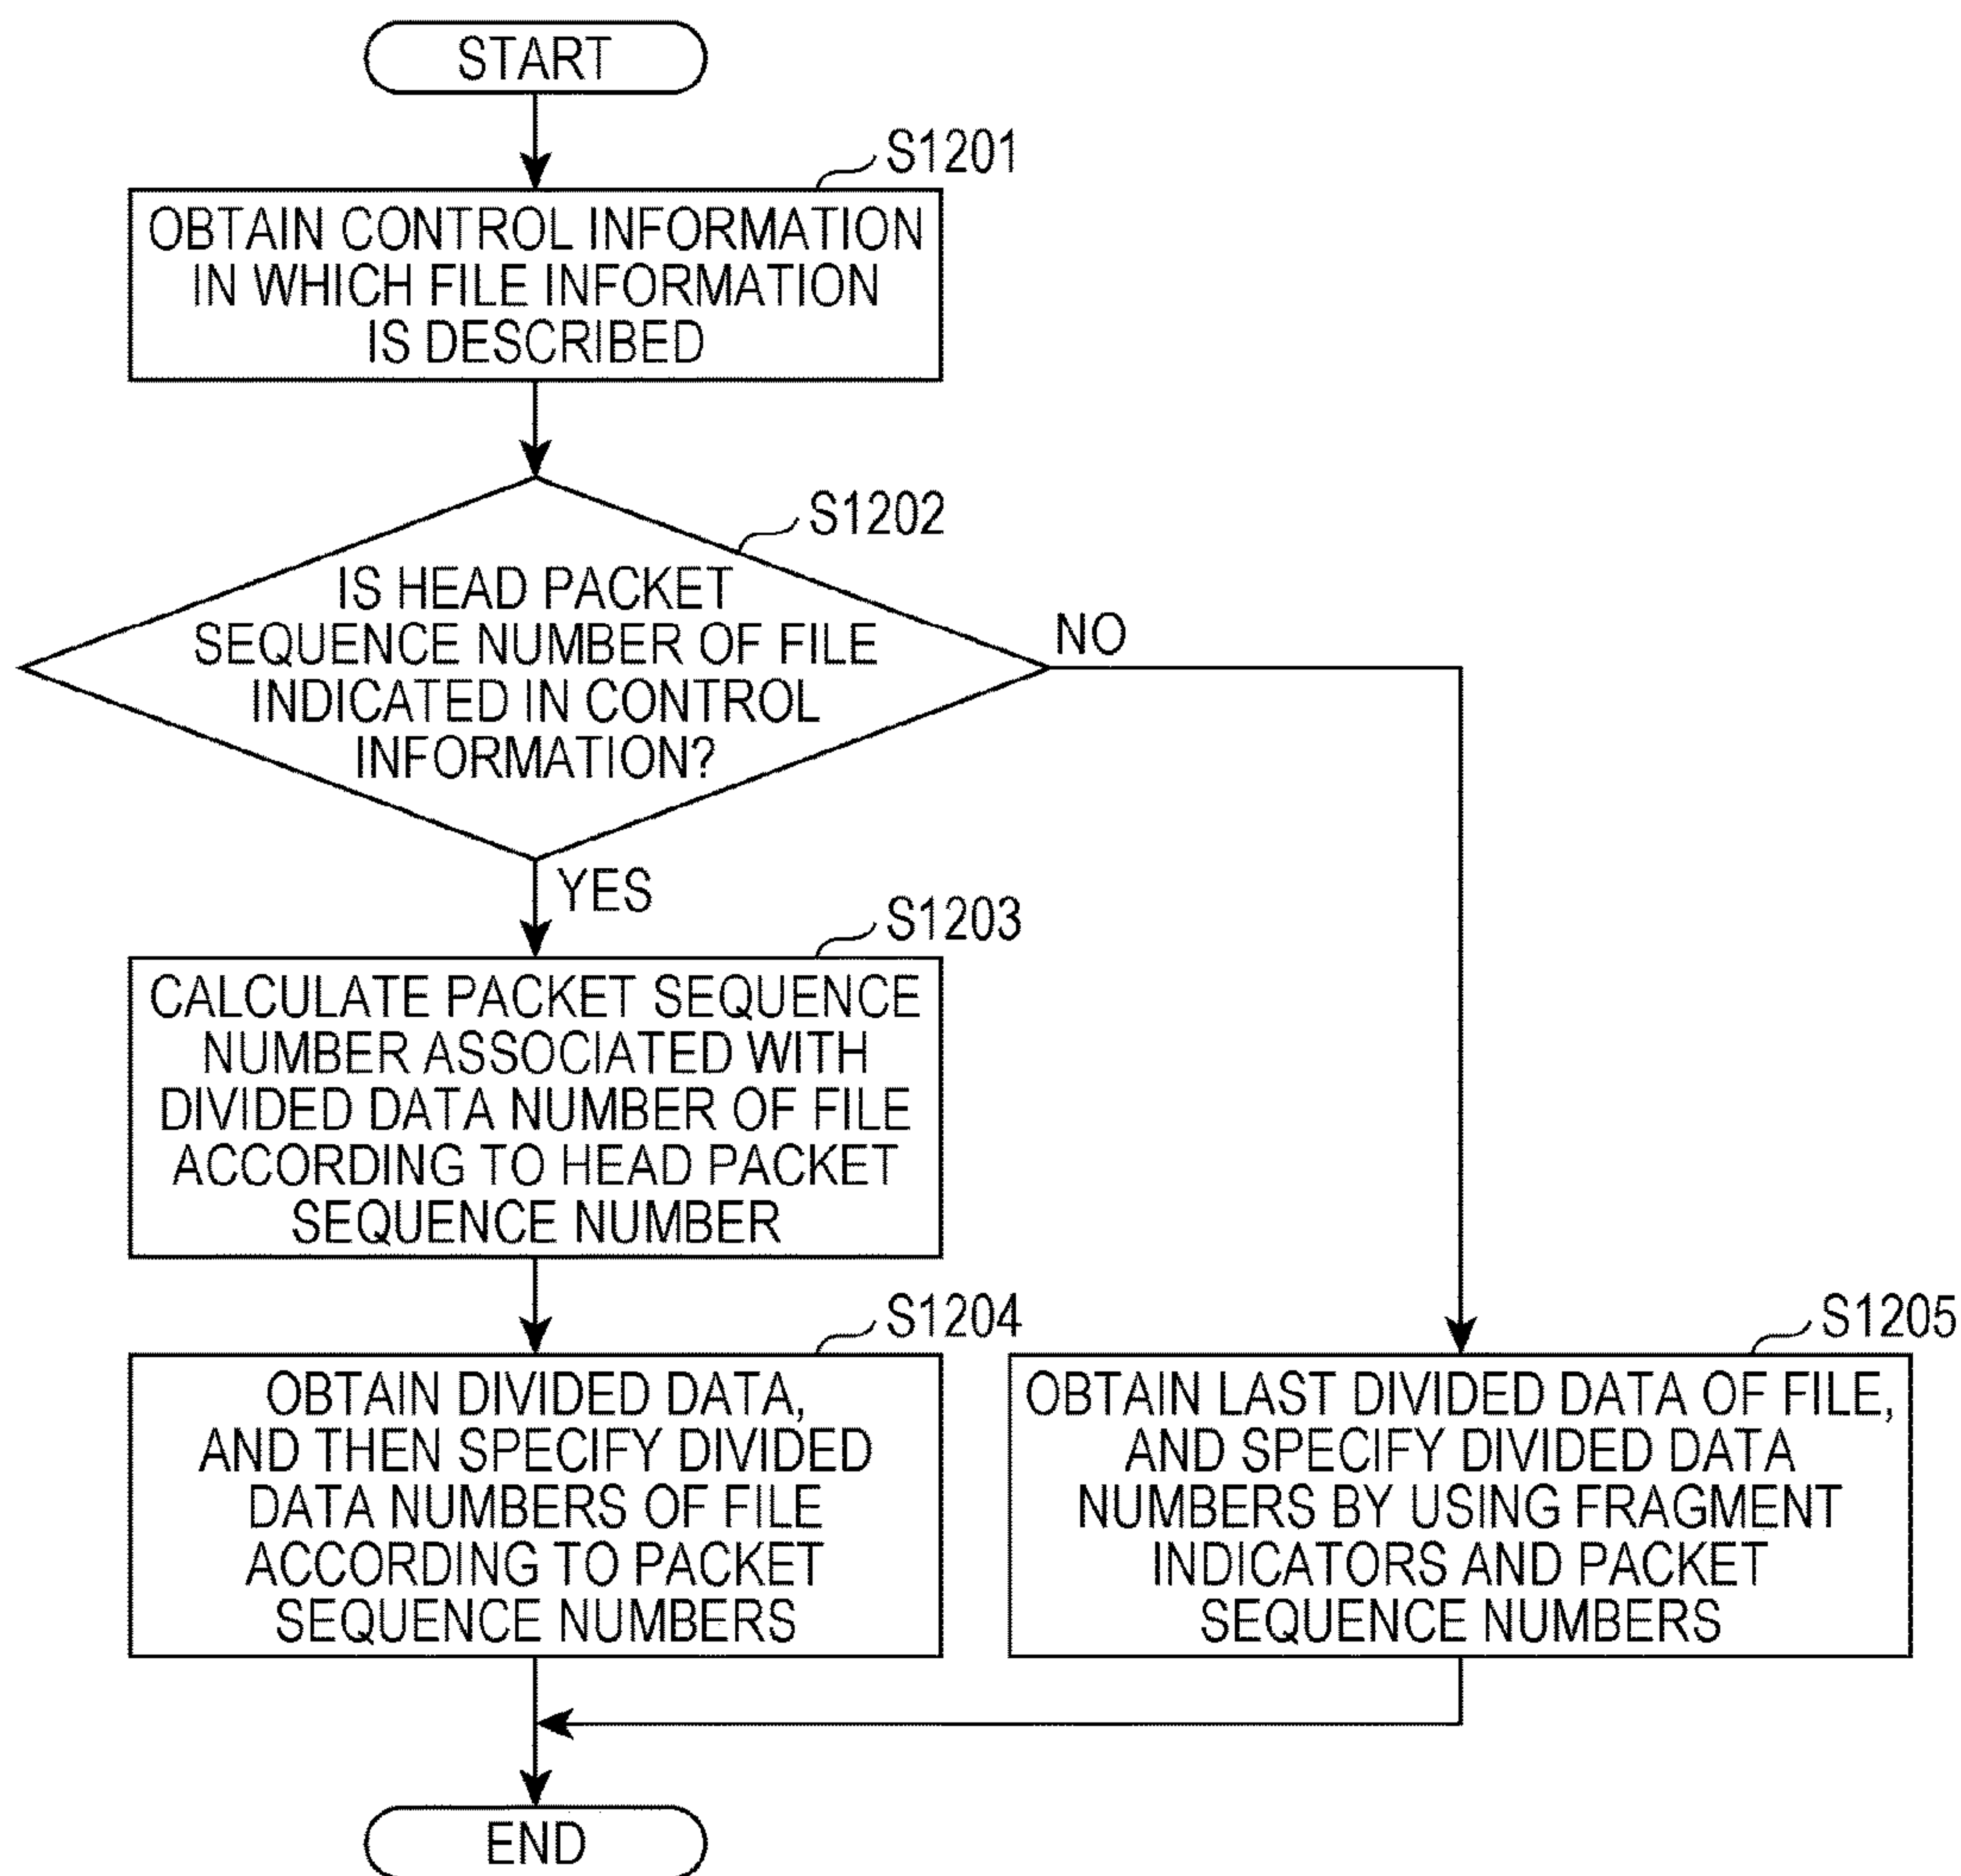 START
S1201
OBTAIN CONTROL INFORMATION
IN WHICH FILE INFORMATION
IS DESCRIBED
S1202
IS HEAD PACKET
SEQUENCE NUMBER OF FILE
INDICATED IN CONTROL
INFORMATION?
NO
YES
S1203
CALCULATE PACKET SEQUENCE
NUMBER ASSOCIATED WITH
DIVIDED DATA NUMBER OF FILE
ACCORDING TO HEAD PACKET
SEQUENCE NUMBER
S1204
OBTAIN DIVIDED DATA,
AND THEN SPECIFY DIVIDED
DATA NUMBERS OF FILE
ACCORDING TO PACKET
SEQUENCE NUMBERS
S1205
OBTAIN LAST DIVIDED DATA OF FILE,
AND SPECIFY DIVIDED DATA
NUMBERS BY USING FRAGMENT
INDICATORS AND PACKET
SEQUENCE NUMBERS
END